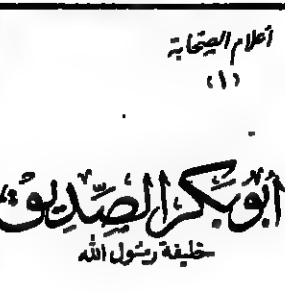 أعلام الصحابة
(١)
أبو بكر الصديق
خليفة رسول الله